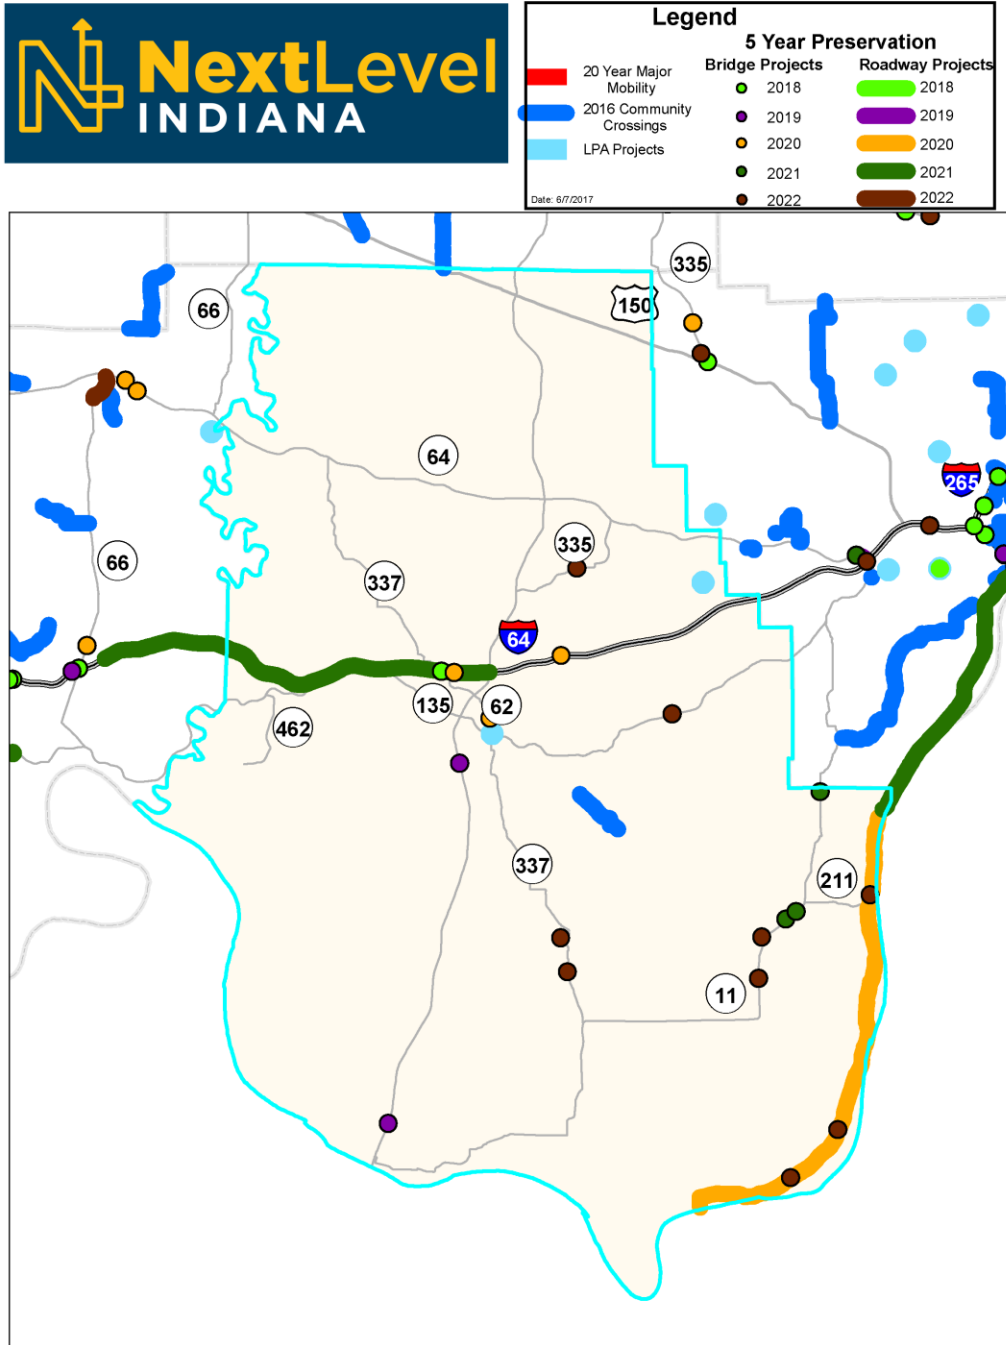 NextLevel
INDIANA
Legend
5 Year Preservation
Bridge Projects
Roadway Projects
20 Year Major
Mobility
2016 Community
Crossings
LPA Projects
2018
2019
2020
2021
2022
2018
2019
2020
2021
2022
Date: 6/7/2017
335
66
150
64
265
335
66
337
64
135
62
462
337
211
11